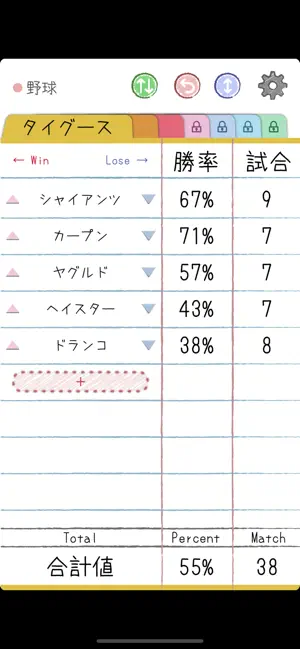 野球
タイグース
← Win Lose → 勝率 試合
シャイアンツ 67% 9
カープン 71% 7
ヤグルド 57% 7
ヘイスター 43% 7
ドランコ 38% 8
+
Total Percent Match
合計値 55% 38